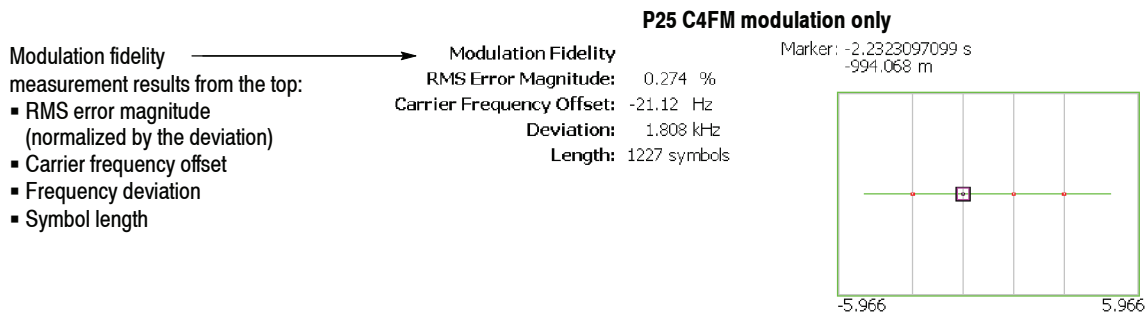 P25 C4FM modulation only
Modulation fidelity
measurement results from the top:
▪ RMS error magnitude
(normalized by the deviation)
▪ Carrier frequency offset
▪ Frequency deviation
▪ Symbol length
Modulation Fidelity
RMS Error Magnitude: 0.274 %
Carrier Frequency Offset: -21.12 Hz
Deviation: 1.808 kHz
Length: 1227 symbols
Marker: -2.2323097099 s
-994.068 m
-5.966 5.966